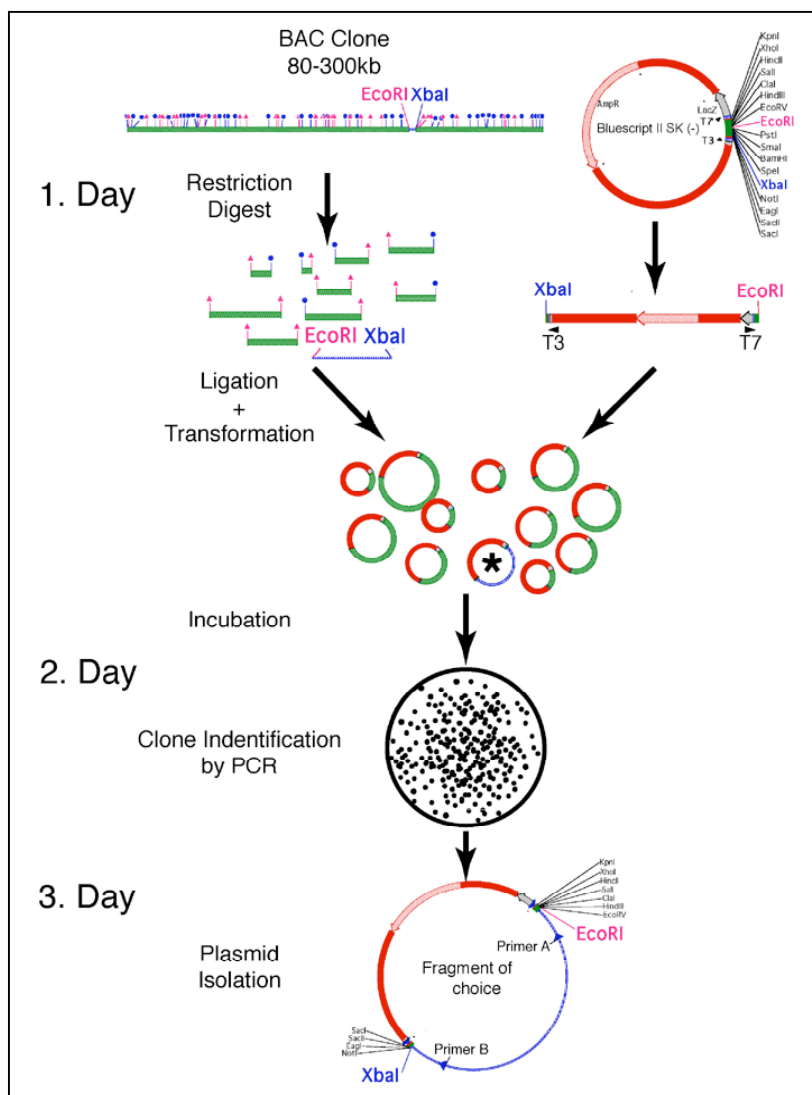 BAC Clone
80-300kb
EcoRI XbaI
KpnI
XhoI
HincII
SalI
ClaI
HindIII
EcoRV
EcoRI
PstI
SmaI
BamHI
SpeI
XbaI
NotI
EagI
SacII
SacI
AmpR
LacZ
T7
Bluescript II SK (-)
T3
1. Day
Restriction
Digest
EcoRI XbaI
XbaI
EcoRI
T3
T7
Ligation
+
Transformation
*
Incubation
2. Day
Clone Indentification
by PCR
3. Day
Plasmid
Isolation
KpnI
XhoI
HincII
SalI
ClaI
HindIII
EcoRV
EcoRI
Primer A
Fragment of
choice
SacI
SacII
EagI
NotI
Primer B
XbaI